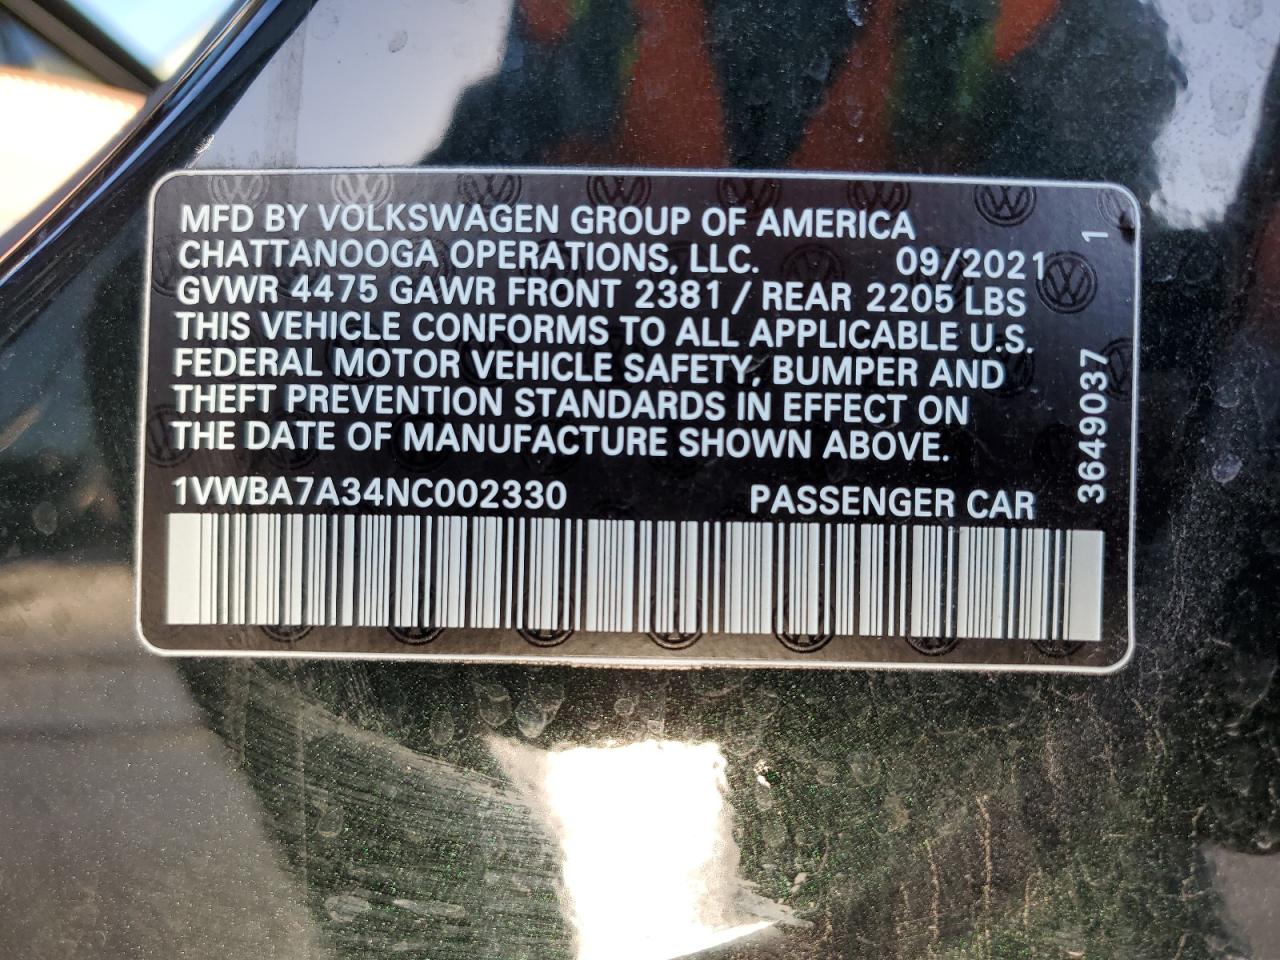 MFD BY VOLKSWAGEN GROUP OF AMERICA
CHATTANOOGA OPERATIONS, LLC. 09/2021
GVWR 4475 GAWR FRONT 2381 / REAR 2205 LBS
THIS VEHICLE CONFORMS TO ALL APPLICABLE U.S.
FEDERAL MOTOR VEHICLE SAFETY, BUMPER AND
THEFT PREVENTION STANDARDS IN EFFECT ON
THE DATE OF MANUFACTURE SHOWN ABOVE.
1VWBA7A34NC002330 PASSENGER CAR
3649037 1